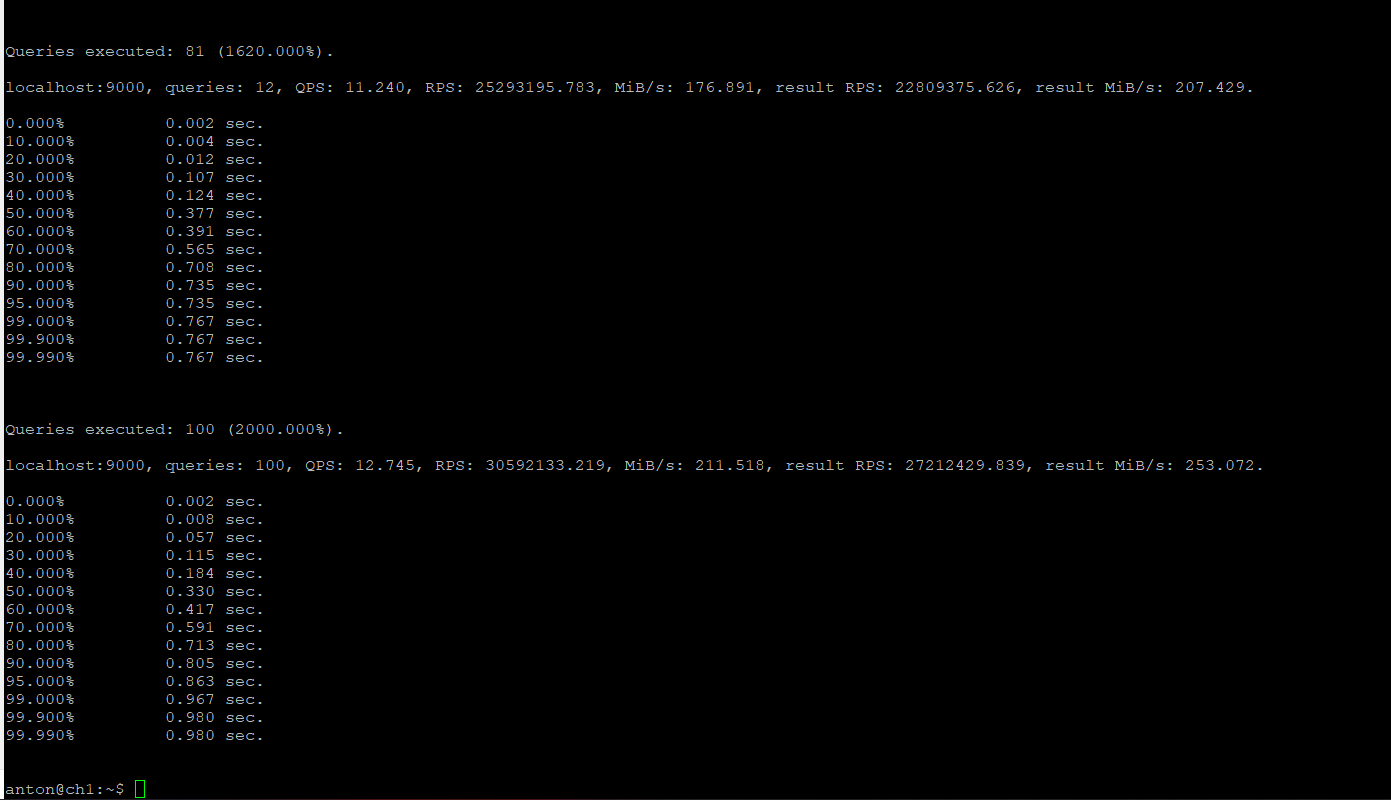 Queries executed: 81 (1620.000%).
localhost:9000, queries: 12, QPS: 11.240, RPS: 25293195.783, MiB/s: 176.891, result RPS: 22809375.626, result MiB/s: 207.429.
0.000% 0.002 sec.
10.000% 0.004 sec.
20.000% 0.012 sec.
30.000% 0.107 sec.
40.000% 0.124 sec.
50.000% 0.377 sec.
60.000% 0.391 sec.
70.000% 0.565 sec.
80.000% 0.708 sec.
90.000% 0.735 sec.
95.000% 0.735 sec.
99.000% 0.767 sec.
99.900% 0.767 sec.
99.990% 0.767 sec.
Queries executed: 100 (2000.000%).
localhost:9000, queries: 100, QPS: 12.745, RPS: 30592133.219, MiB/s: 211.518, result RPS: 27212429.839, result MiB/s: 253.072.
0.000% 0.002 sec.
10.000% 0.008 sec.
20.000% 0.057 sec.
30.000% 0.115 sec.
40.000% 0.184 sec.
50.000% 0.330 sec.
60.000% 0.417 sec.
70.000% 0.591 sec.
80.000% 0.713 sec.
90.000% 0.805 sec.
95.000% 0.863 sec.
99.000% 0.967 sec.
99.900% 0.980 sec.
99.990% 0.980 sec.
anton@ch1:~$